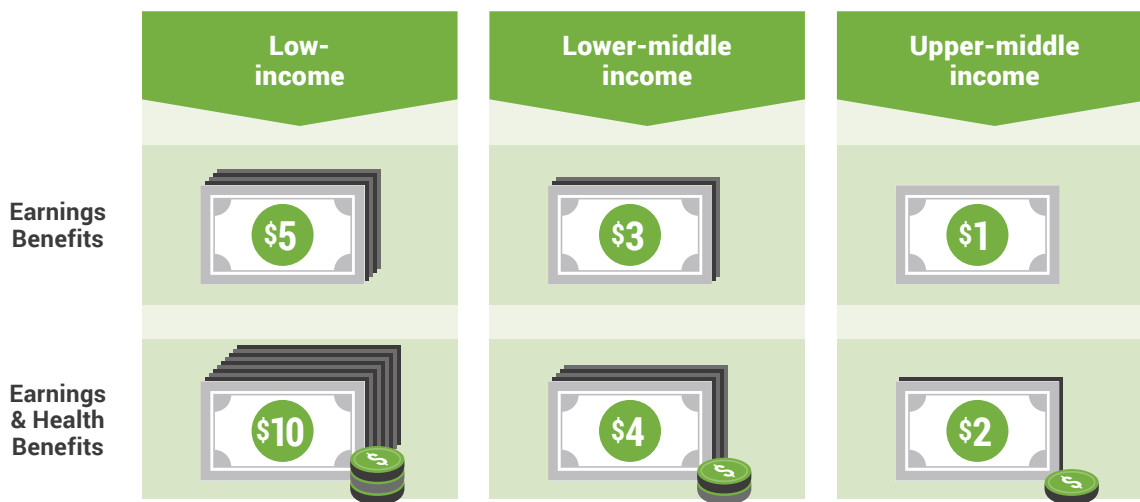 Low-
income
Lower-middle
income
Upper-middle
income
Earnings
Benefits
$5
$3
$1
Earnings
& Health
Benefits
$10
$4
$2
$
$
$